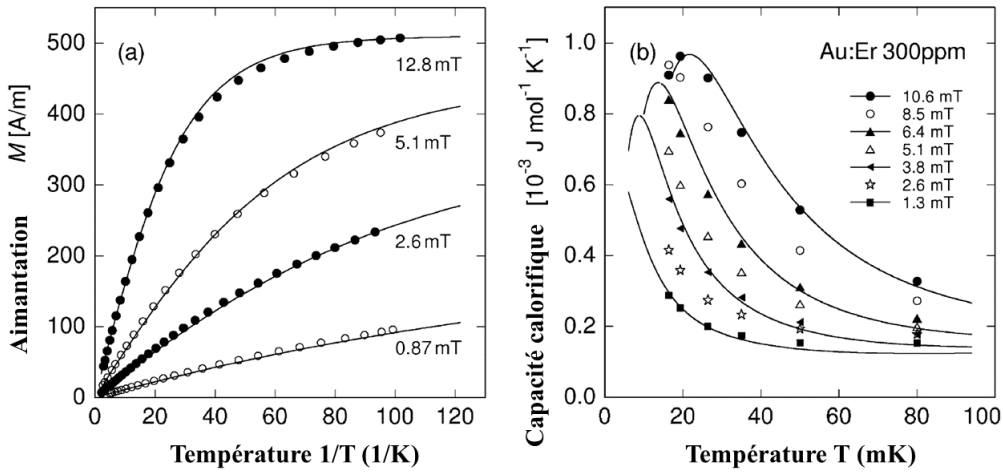 (a)
Aimantation M [A/m]
500
400
300
200
100
0
12.8 mT
5.1 mT
2.6 mT
0.87 mT
0 20 40 60 80 100 120
Température 1/T (1/K)
(b)
Au:Er 300ppm
Capacité calorifique [10⁻³ J mol⁻¹ K⁻¹]
1.0
0.8
0.6
0.4
0.2
0.0
10.6 mT
8.5 mT
6.4 mT
5.1 mT
3.8 mT
2.6 mT
1.3 mT
0 20 40 60 80 100
Température T (mK)